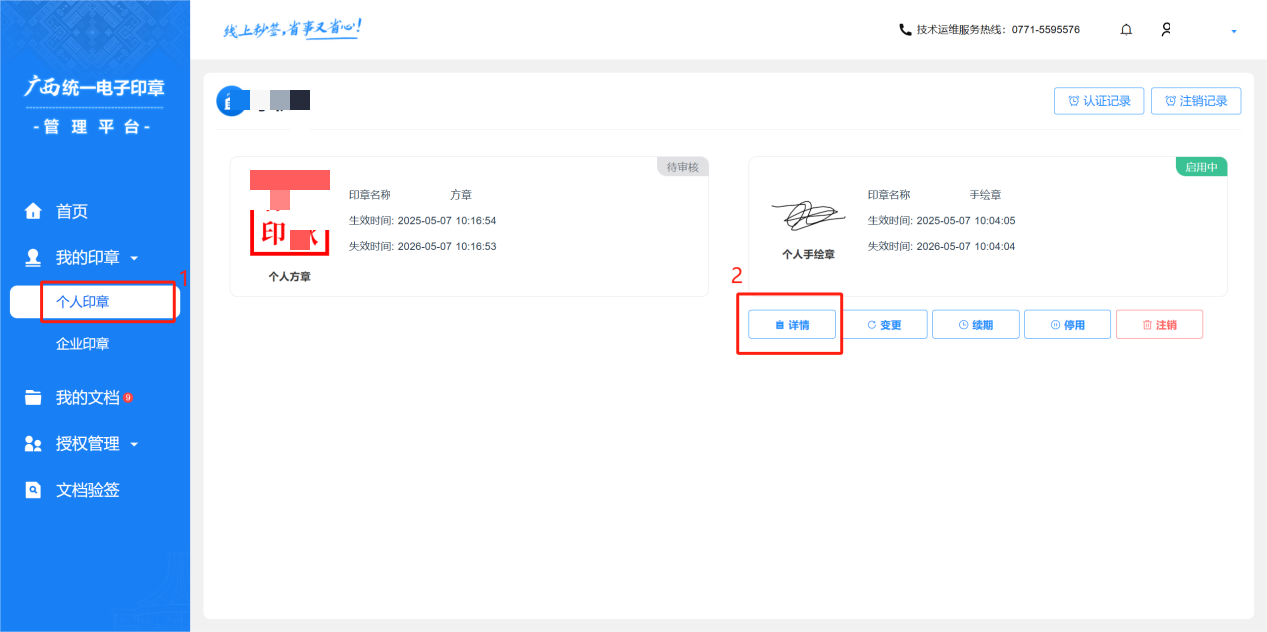 广西统一电子印章
-管理平台-
首页
我的印章
1
个人印章
企业印章
我的文档 9
授权管理
文档验签
线上秒签,省事又省心!
技术运维服务热线：0771-5595576
认证记录
注销记录
待审核
印
印章名称 方章
生效时间: 2025-05-07 10:16:54
失效时间: 2026-05-07 10:16:53
个人方章
启用中
印章名称 手绘章
生效时间: 2025-05-07 10:04:05
失效时间: 2026-05-07 10:04:04
个人手绘章
2
详情
变更
续期
停用
注销